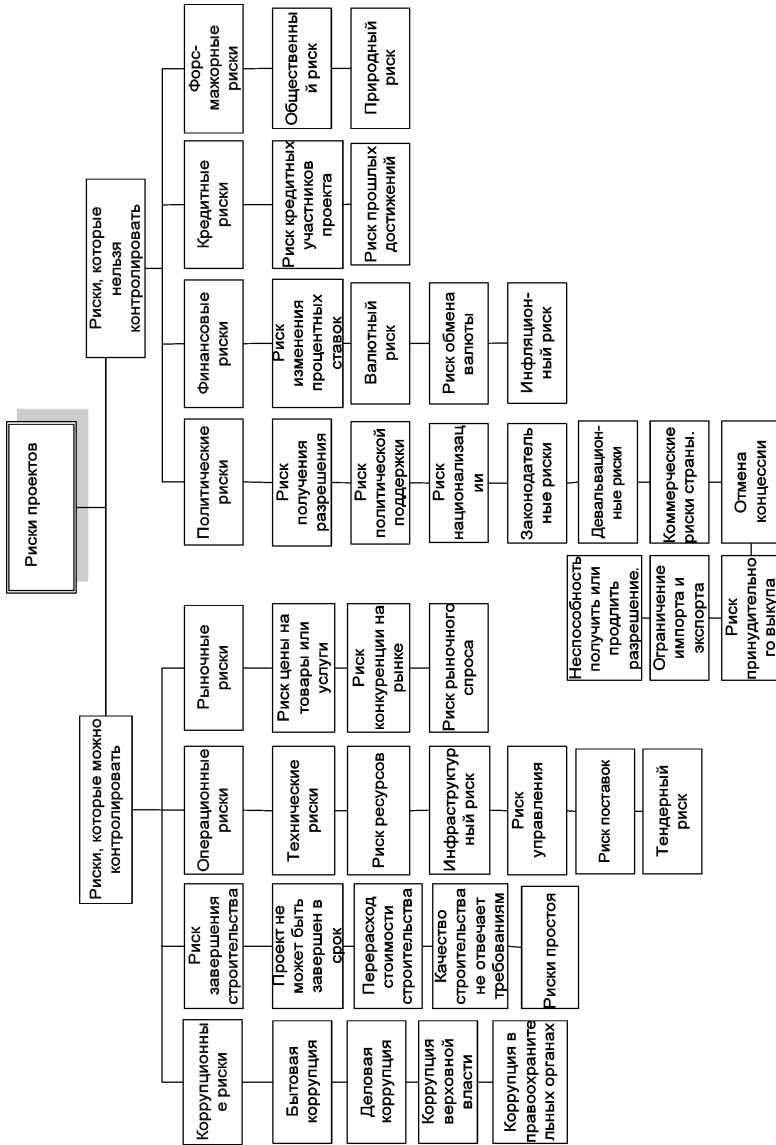 Риски проектов
Риски, которые можно
контролировать
Риски, которые
нельзя
контролировать
Коррупционны
е риски
Бытовая
коррупция
Деловая
коррупция
Коррупция
верховной
власти
Коррупция в
правоохраните
льных органах
Риск
завершения
строительства
Проект не
может быть
завершен в
срок
Перерасход
стоимости
строительства
Качество
строительства
не отвечает
требованиям
Риски простоя
Операционные
риски
Технические
риски
Риск ресурсов
Инфраструктур
ный риск
Риск
управления
Риск поставок
Тендерный
риск
Рыночные
риски
Риск цены на
товары или
услуги
Риск
конкуренции на
рынке
Риск рыночного
спроса
Политические
риски
Риск
получения
разрешения
Риск
политической
поддержки
Риск
национализац
ии
Законодатель
ные риски
Девальвацион-
ные риски
Коммерческие
риски страны.
Отмена
концессии
Неспособность
получить или
продлить
разрешение.
Ограничение
импорта и
экспорта
Риск
принудительно
го выкупа
Финансовые
риски
Риск
изменения
процентных
ставок
Валютный
риск
Риск обмена
валюты
Инфляцион-
ный риск
Кредитные
риски
Риск кредитных
участников
проекта
Риск прошлых
достижений
Форс-
мажорные
риски
Общественны
й риск
Природный
риск